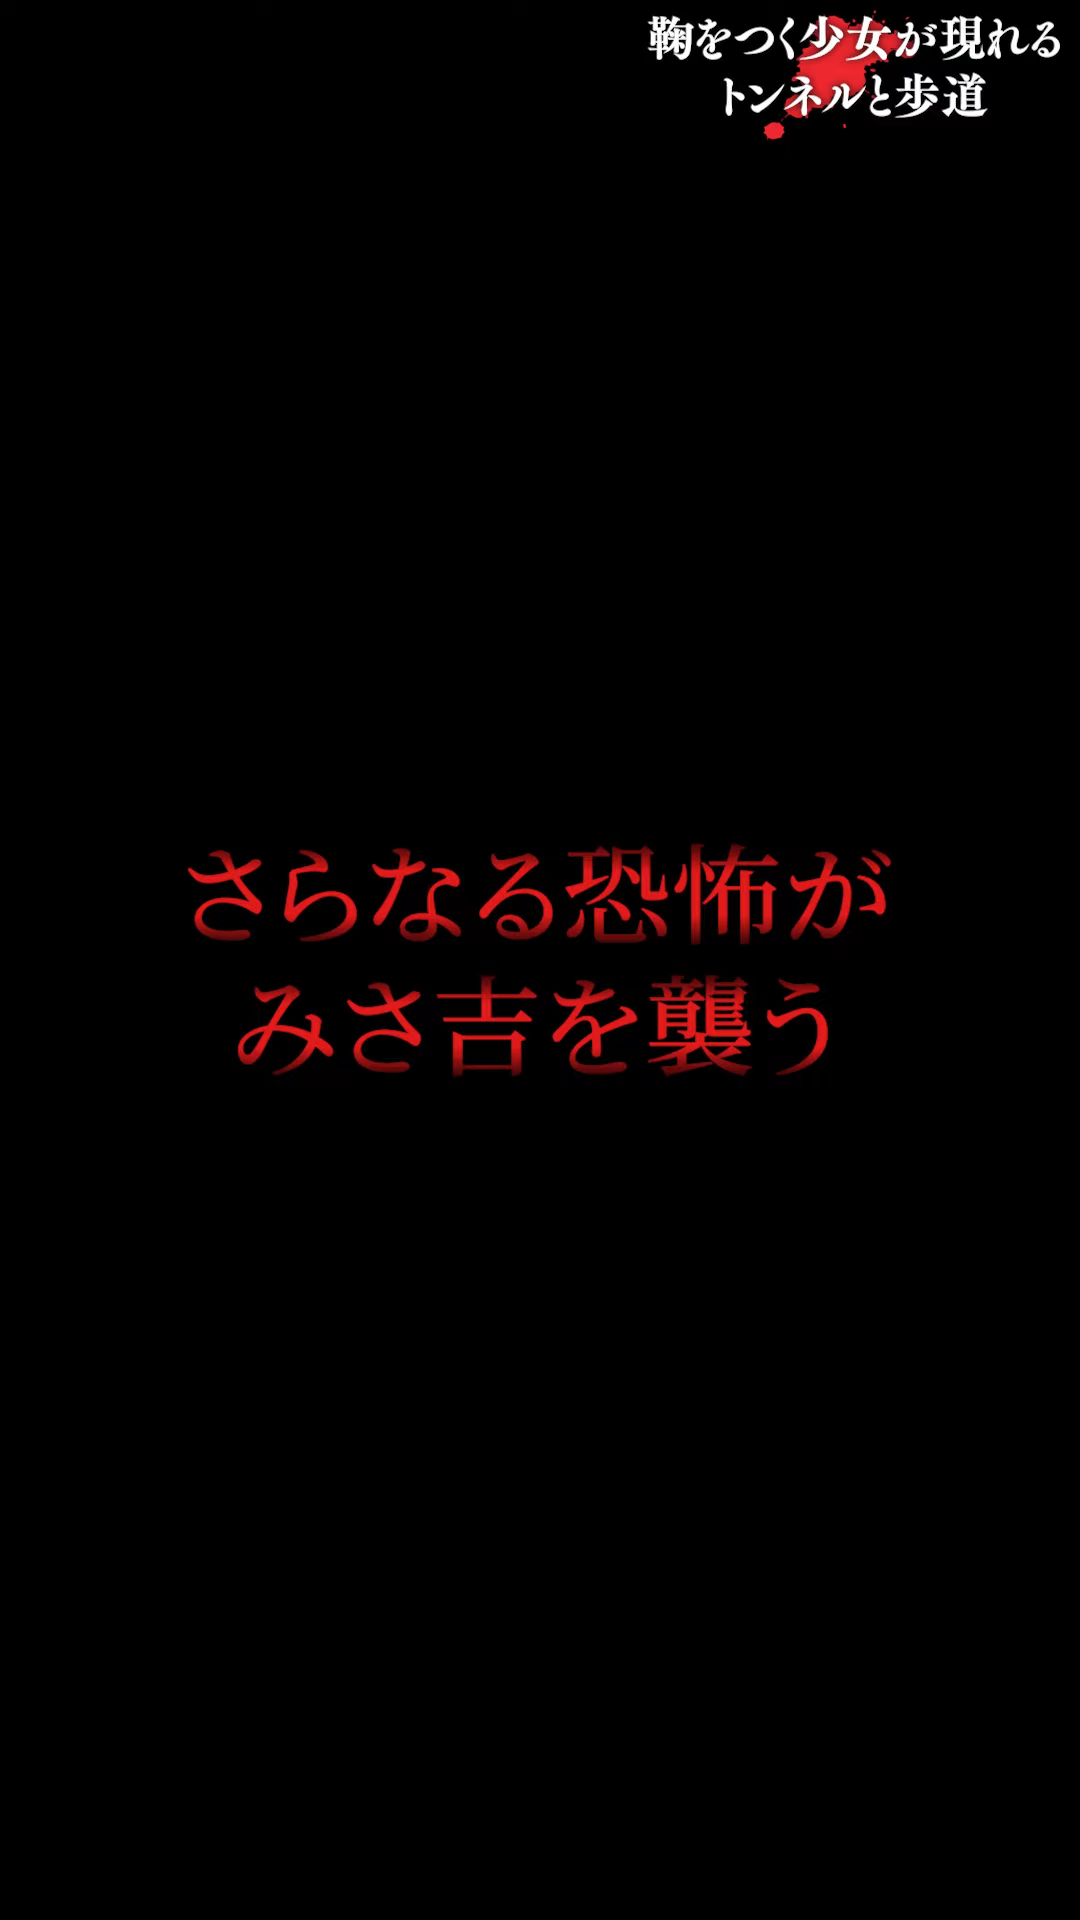 鞠をつく少女が現れる
トンネルと歩道
さらなる恐怖が
みさ吉を襲う